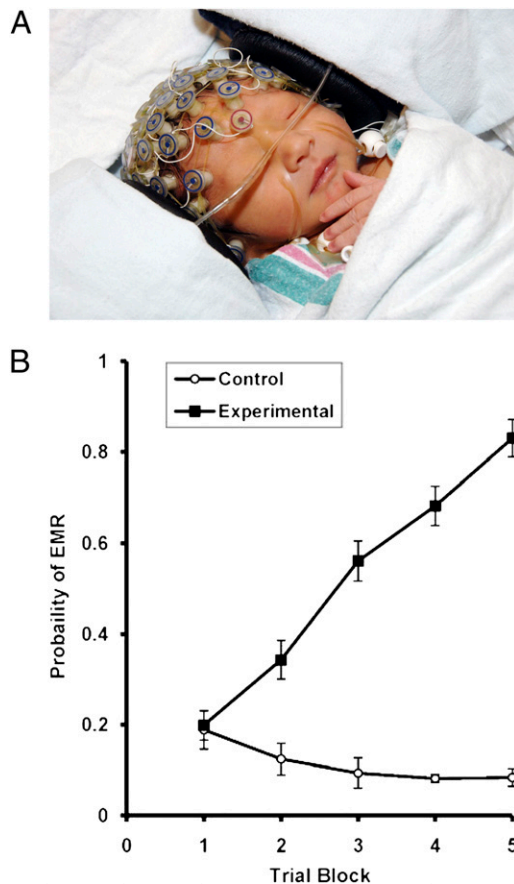 A
B
Control
Experimental
1
0.8
0.6
0.4
0.2
0
Probaility of EMR
0 1 2 3 4 5
Trial Block